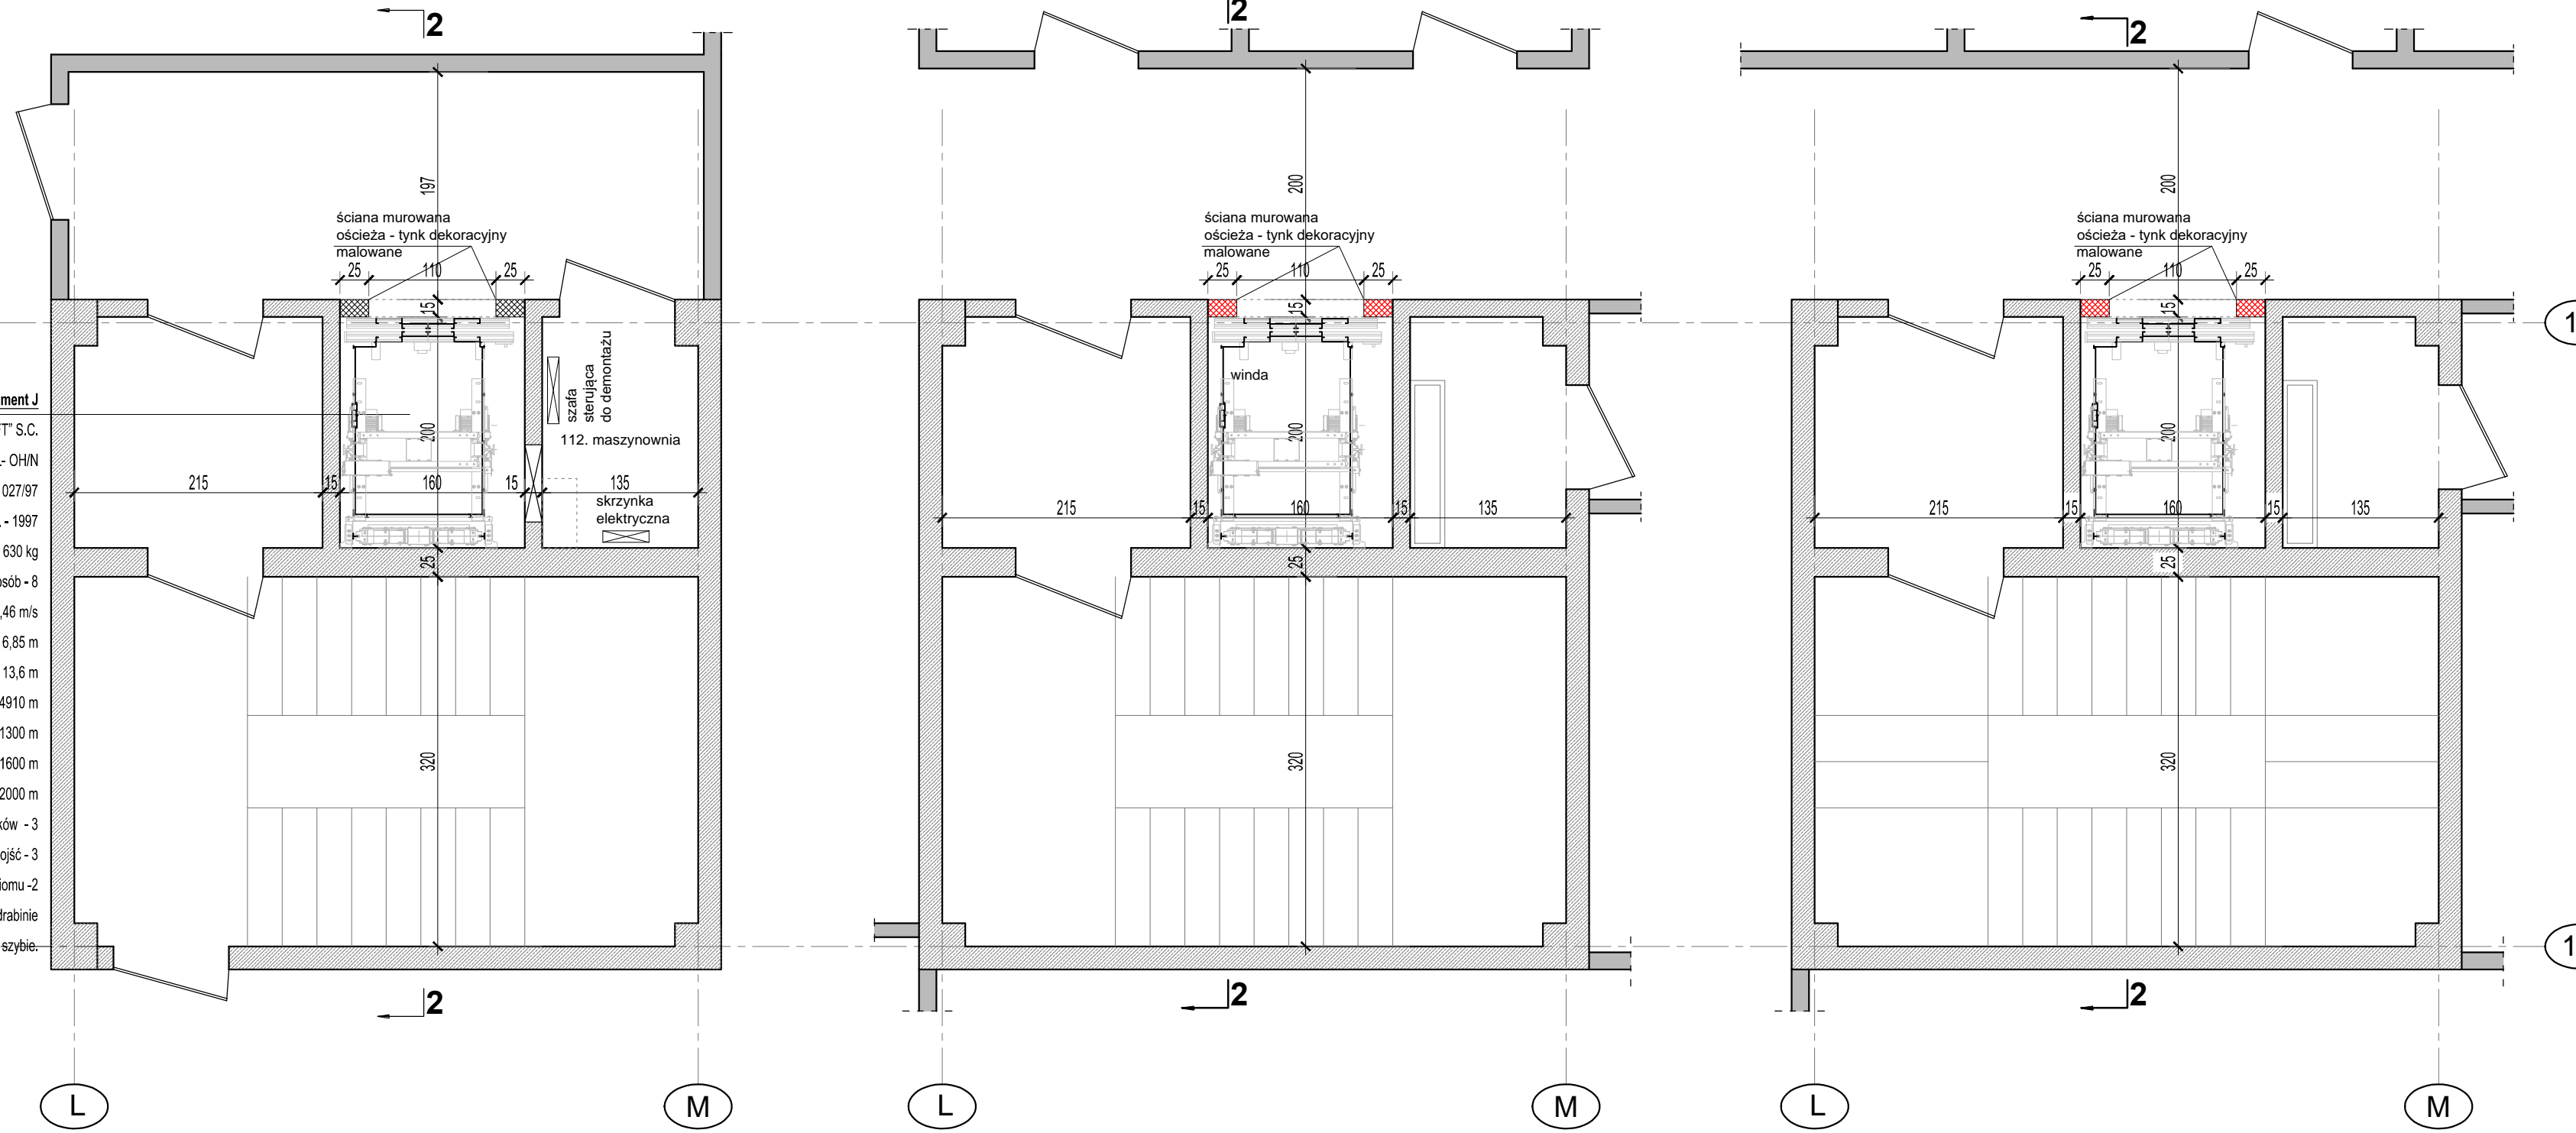 2
197
ściana murowana
ościeża - tynk dekoracyjny
malowane
25
110
25
15
szafa
sterująca
do demontażu
112. maszynownia
200
215
15
160
15
135
skrzynka
elektryczna
25
320
2
L
M
ment J
FT" S.C.
- OH/N
027/97
. - 1997
630 kg
osób - 8
,46 m/s
6,85 m
13,6 m
4910 m
1300 m
1600 m
2000 m
ków - 3
ojść - 3
iomu -2
drabinie
szybie.
2
200
ściana murowana
ościeża - tynk dekoracyjny
malowane
25
110
25
15
winda
200
215
15
160
15
135
25
320
2
L
M
2
200
ściana murowana
ościeża - tynk dekoracyjny
malowane
25
110
25
15
200
215
15
160
15
135
25
320
2
L
M
1
1